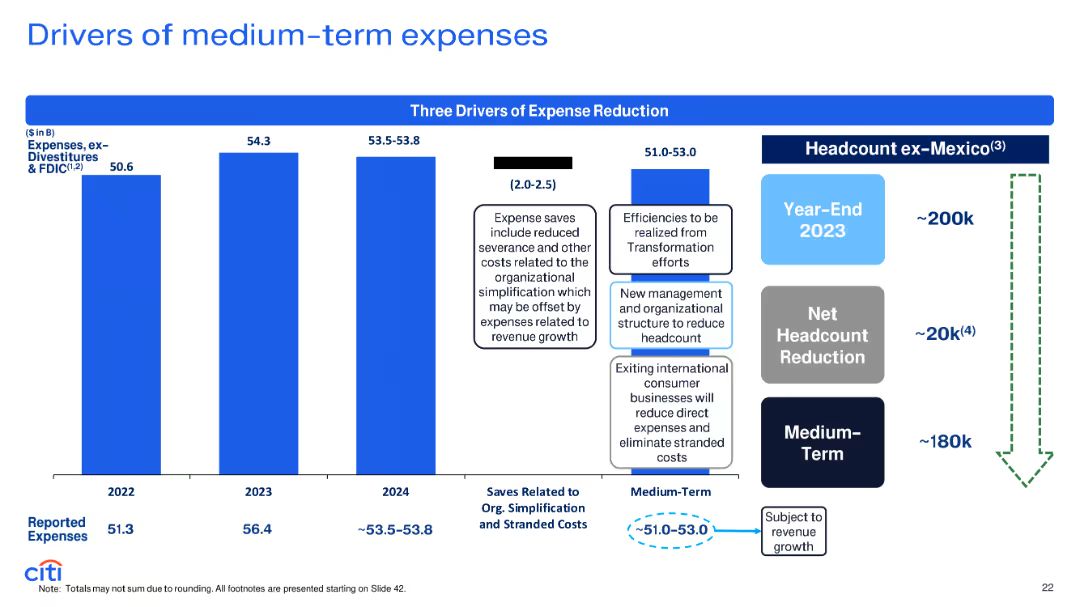 Drivers of medium-term expenses
Three Drivers of Expense Reduction
($ in B)
Expenses, ex–
Divestitures
& FDIC(1,2)
50.6
54.3
53.5-53.8
(2.0-2.5)
51.0-53.0
Expense saves
include reduced
severance and other
costs related to the
organizational
simplification which
may be offset by
expenses related to
revenue growth
Efficiencies to be
realized from
Transformation
efforts
New management
and organizational
structure to reduce
headcount
Exiting international
consumer
businesses will
reduce direct
expenses and
eliminate stranded
costs
2022
2023
2024
Saves Related to
Org. Simplification
and Stranded Costs
Medium-Term
Reported
Expenses
51.3
56.4
~53.5–53.8
~51.0–53.0
Subject to
revenue
growth
Headcount ex–Mexico(3)
Year–End
2023
~200k
Net
Headcount
Reduction
~20k(4)
Medium–
Term
~180k
citi
Note: Totals may not sum due to rounding. All footnotes are presented starting on Slide 42.
22